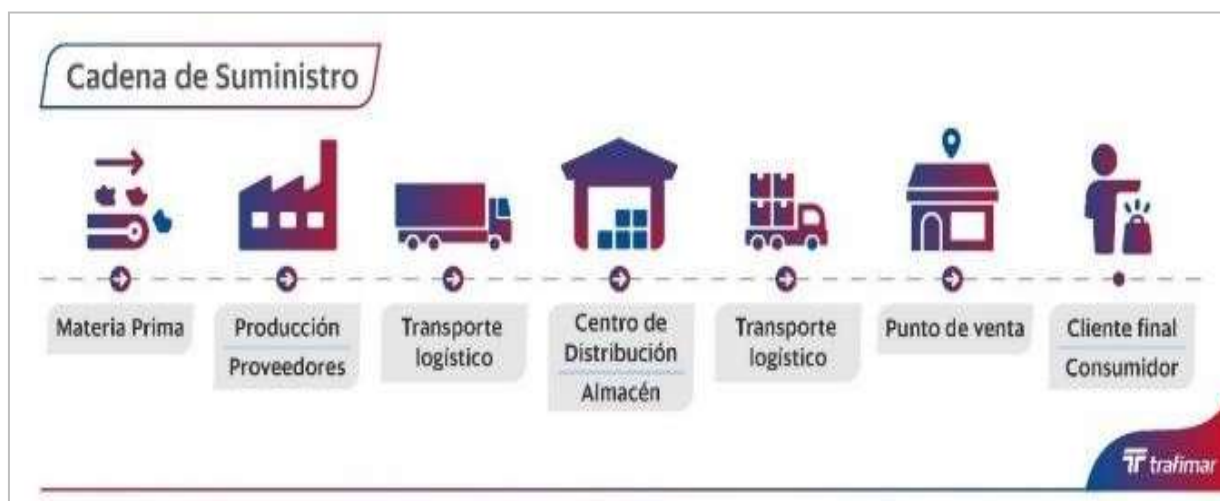 Cadena de Suministro
Materia Prima
Producción
Proveedores
Transporte
logístico
Centro de
Distribución
Almacén
Transporte
logístico
Punto de venta
Cliente final
Consumidor
trafimar